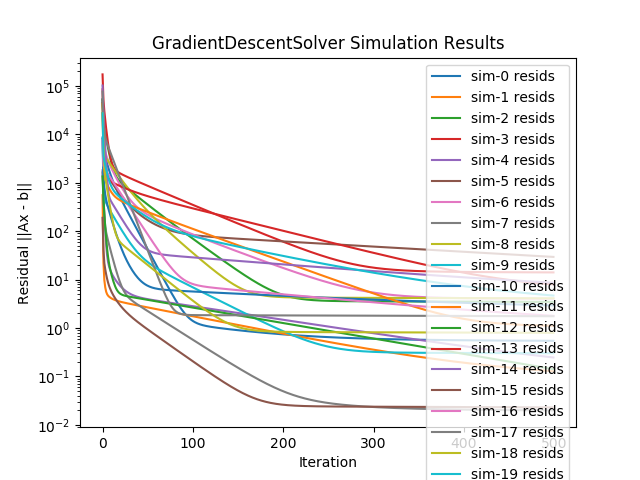 GradientDescentSolver Simulation Results
Residual ||Ax - b||
10⁵
10⁴
10³
10²
10¹
10⁰
10⁻¹
10⁻²
0
100
200
300
400
500
Iteration
sim-0 resids
sim-1 resids
sim-2 resids
sim-3 resids
sim-4 resids
sim-5 resids
sim-6 resids
sim-7 resids
sim-8 resids
sim-9 resids
sim-10 resids
sim-11 resids
sim-12 resids
sim-13 resids
sim-14 resids
sim-15 resids
sim-16 resids
sim-17 resids
sim-18 resids
sim-19 resids